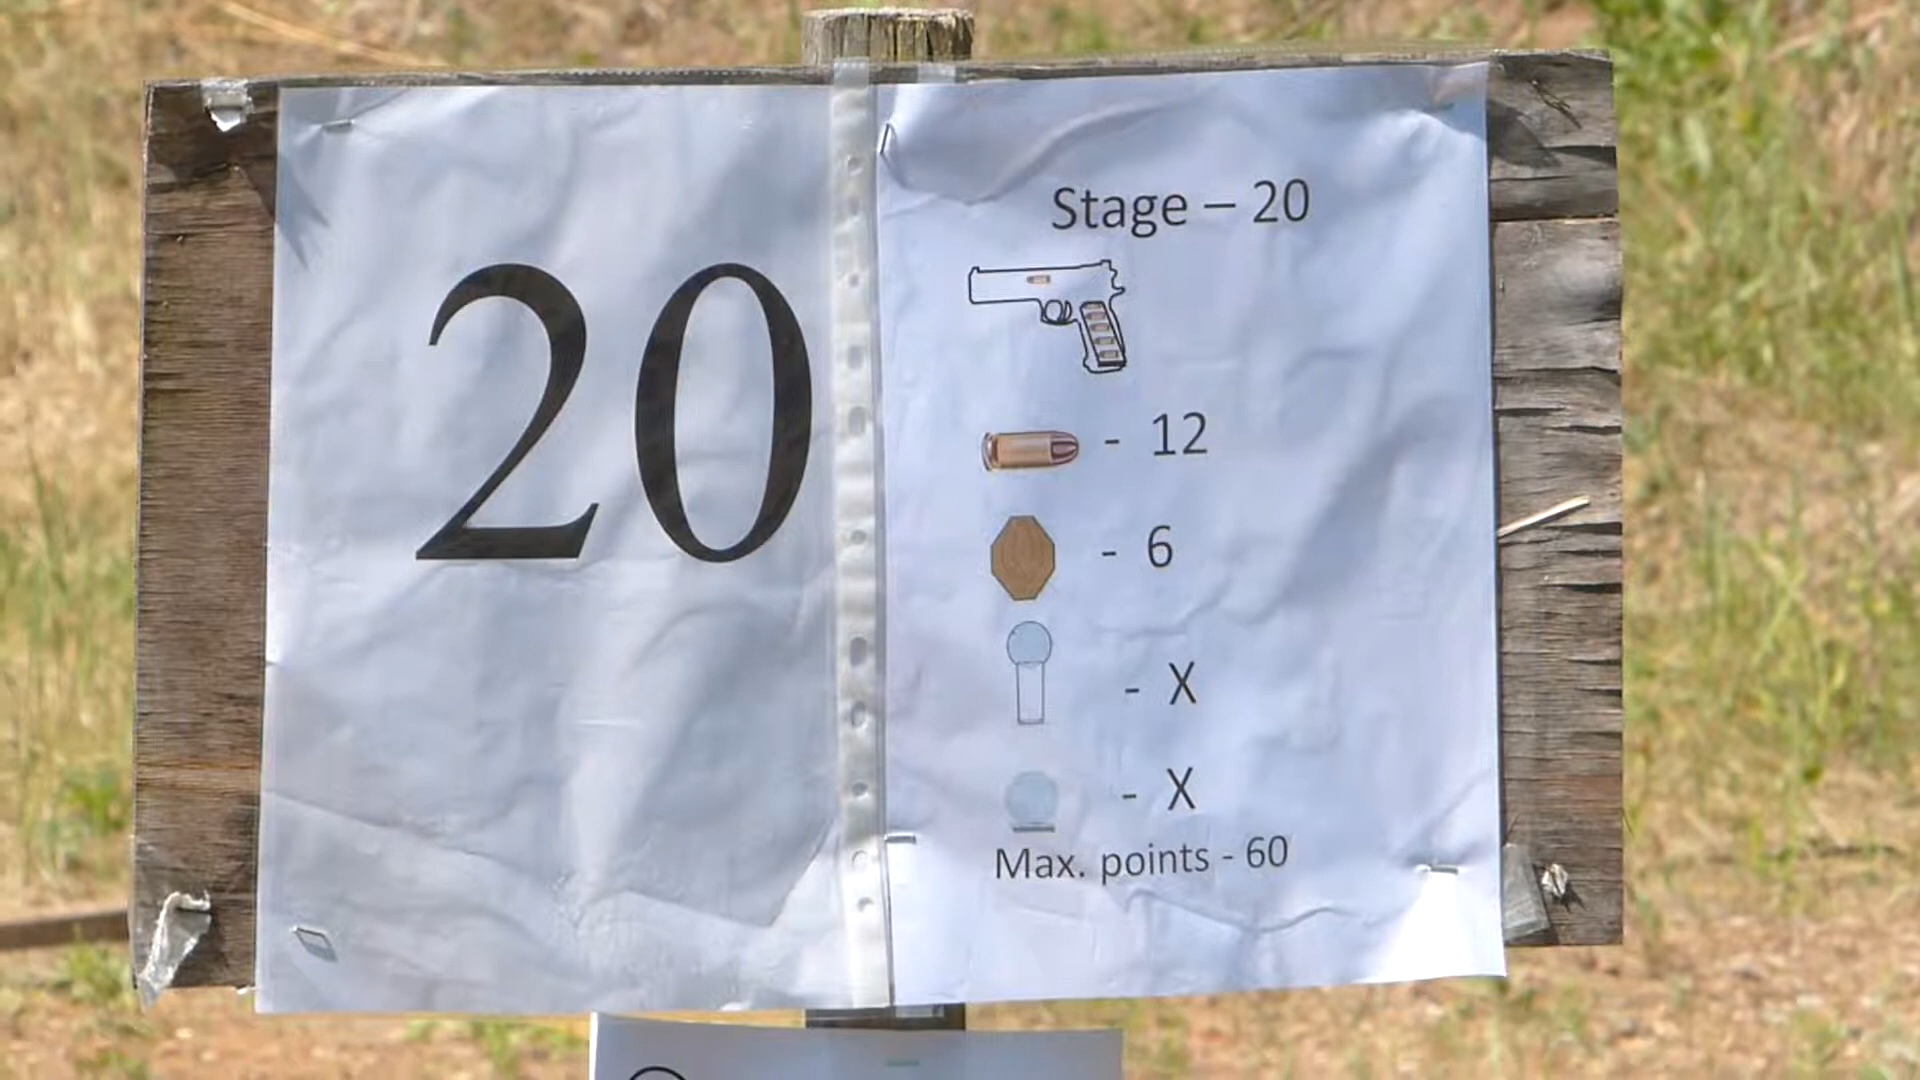 20
Stage – 20
- 12
- 6
- X
- X
Max. points - 60